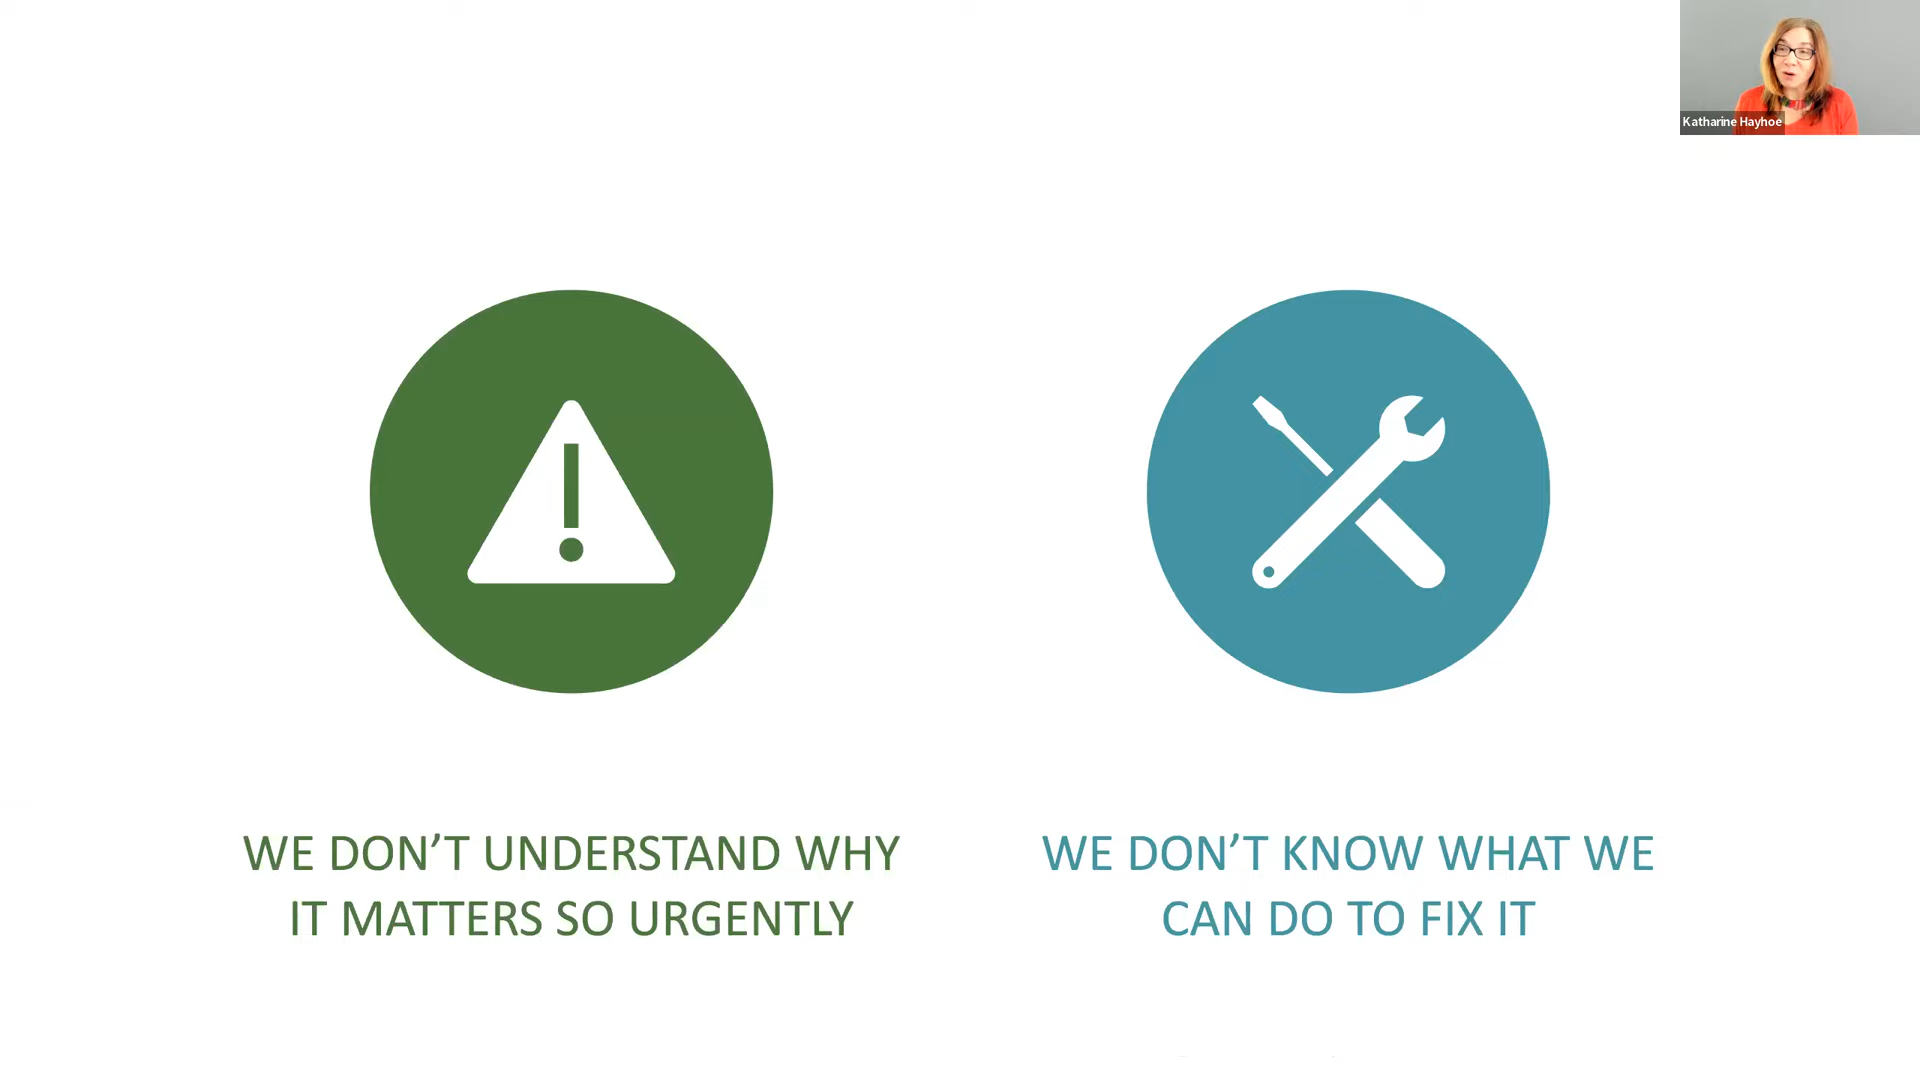 Katharine Hayhoe
WE DON’T UNDERSTAND WHY
IT MATTERS SO URGENTLY
WE DON’T KNOW WHAT WE
CAN DO TO FIX IT